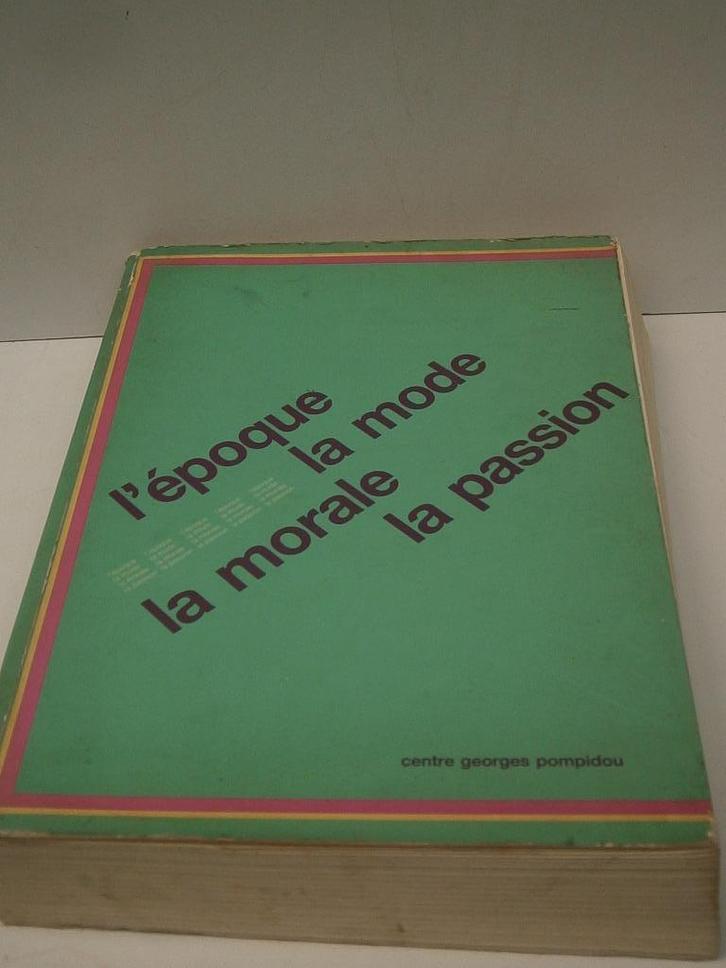 l'époque
la mode
la morale
la passion
centre georges pompidou